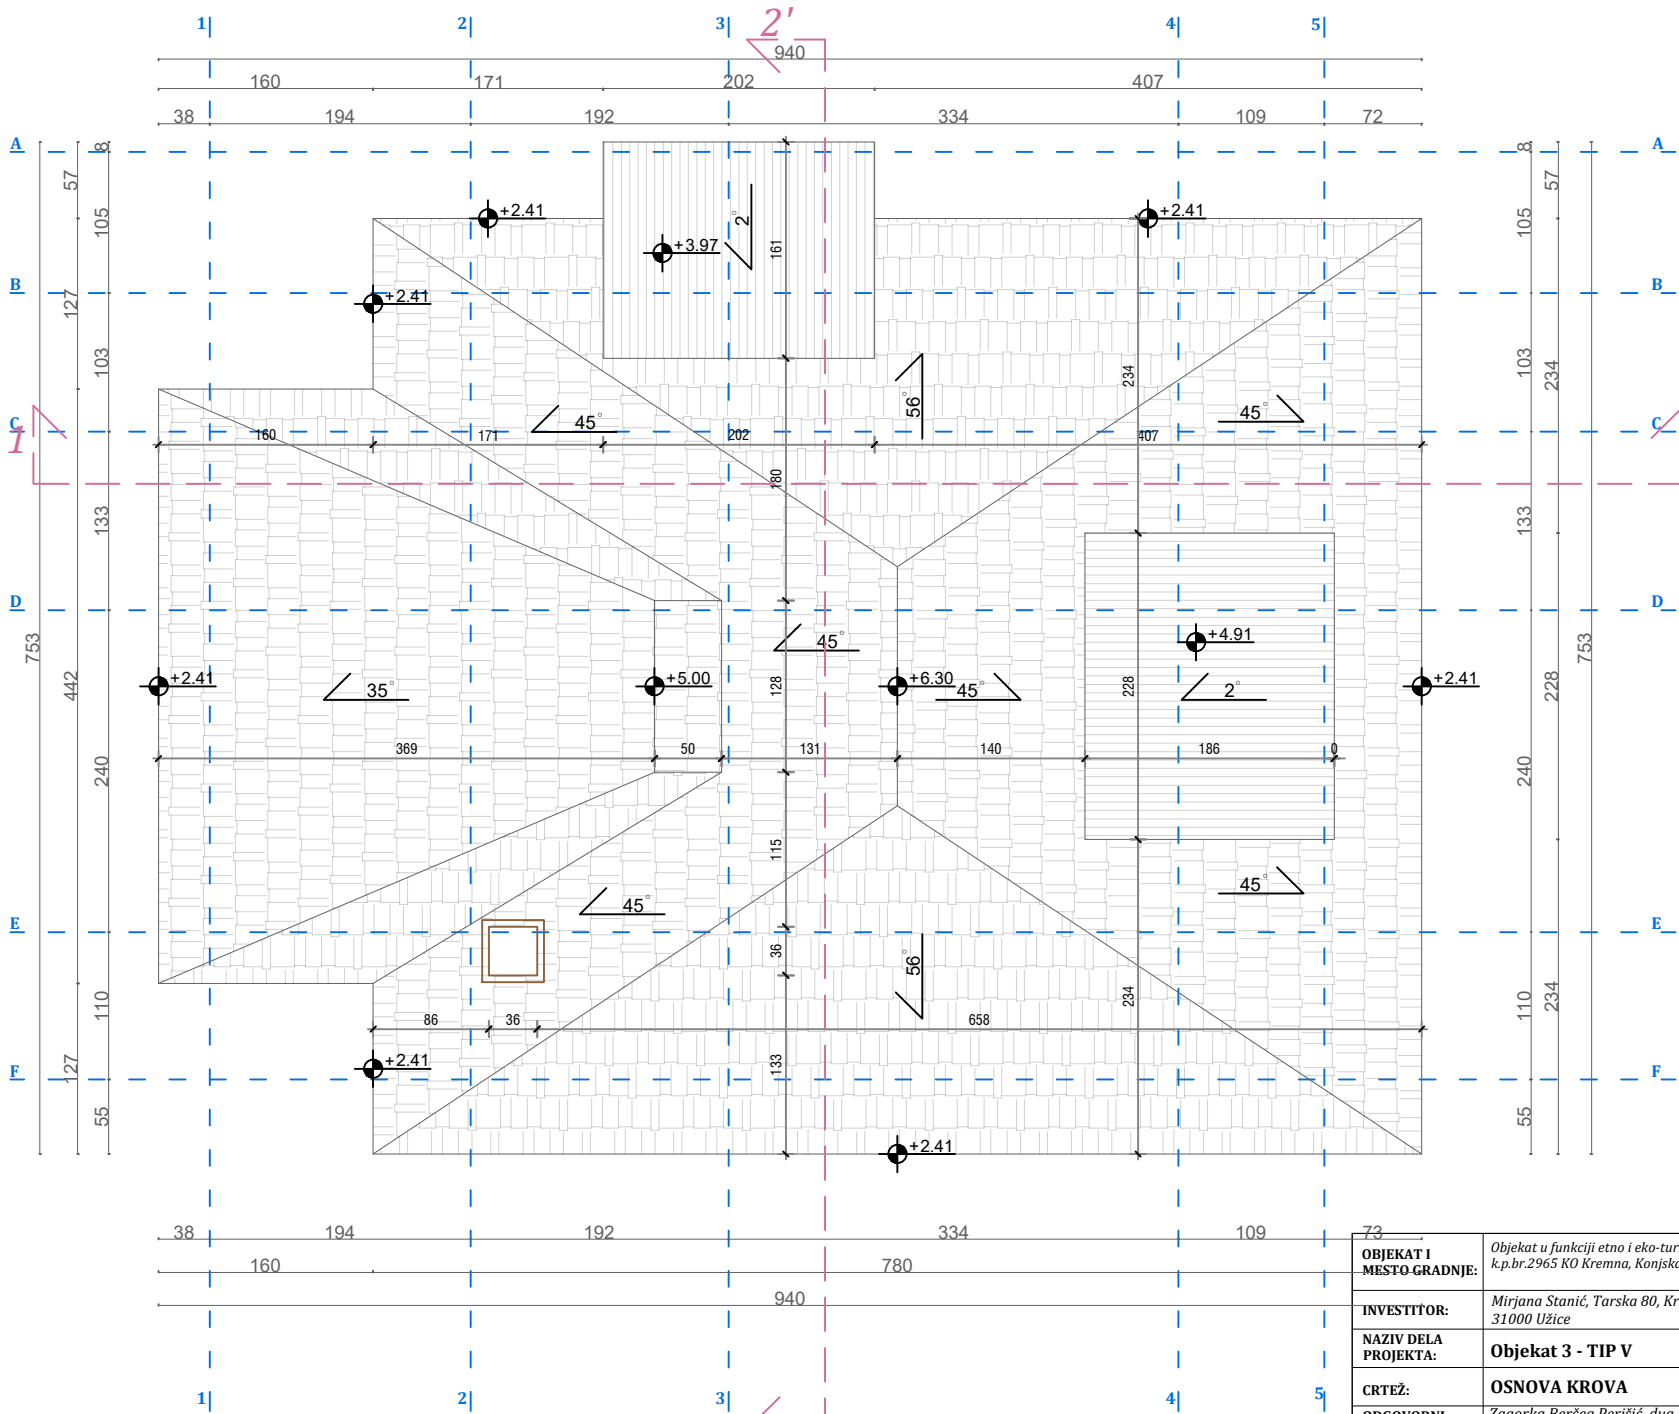 1 2 3 2' 4 5
940
160 171 202 407
38 194 192 334 109 72
A 8 8 A
57 57
+2.41 +2.41
105 105
2°
+3.97 161
B B
127 +2.41
103 234 103 234
56°
C 45° 45° C
1 160 171 202 407
180
133 133
D D
753 +4.91 753
45°
442 +2.41 +5.00 +6.30 +2.41
35° 128 45° 228 2° 228
369 50 131 140 186 0
240 240
115
45° 45°
E E
36 56°
110 234 110 234
86 36 658
127 +2.41 133
F F
55 55
+2.41
38 194 192 334 109 73
160 780
940
OBJEKAT I MESTO GRADNJE: Objekat u funkciji etno i eko-tur
k.p.br.2965 KO Kremna, Konjska
INVESTITOR: Mirjana Stanić, Tarska 80, Kr
31000 Užice
NAZIV DELA PROJEKTA: Objekat 3 - TIP V
CRTEŽ: OSNOVA KROVA
1 2 3 4 5